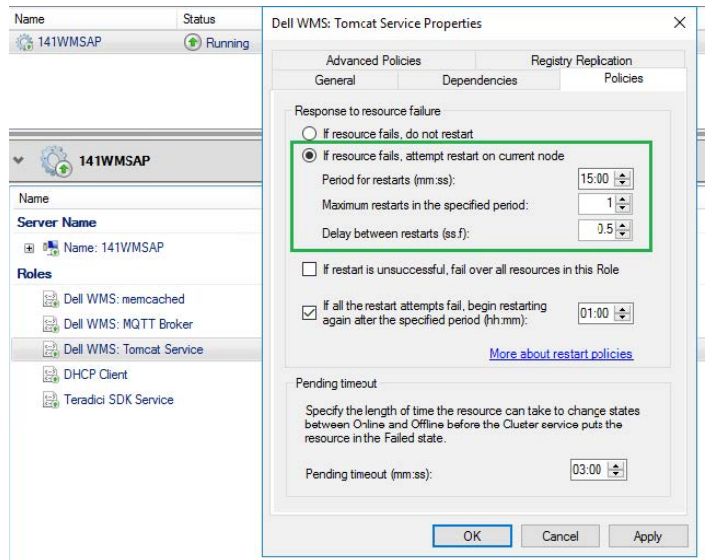 Name Status
141WMSAP Running
141WMSAP
Name
Server Name
Name: 141WMSAP
Roles
Dell WMS: memcached
Dell WMS: MQTT Broker
Dell WMS: Tomcat Service
DHCP Client
Teradici SDK Service
Dell WMS: Tomcat Service Properties
Advanced Policies Registry Replication
General Dependencies Policies
Response to resource failure
If resource fails, do not restart
If resource fails, attempt restart on current node
Period for restarts (mm:ss): 15:00
Maximum restarts in the specified period: 1
Delay between restarts (ss.f): 0.5
If restart is unsuccessful, fail over all resources in this Role
If all the restart attempts fail, begin restarting
again after the specified period (hh:mm): 01:00
More about restart policies
Pending timeout
Specify the length of time the resource can take to change states
between Online and Offline before the Cluster service puts the
resource in the Failed state.
Pending timeout (mm:ss): 03:00
OK Cancel Apply